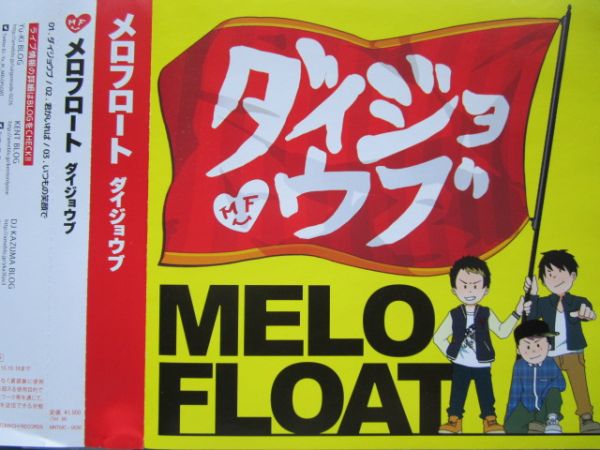 ダイジョウブ
MF
MELO
FLOAT
メロフロート ダイジョウブ
MF
メロフロート ダイジョウブ
01. ダイジョウブ / 02. 君がいれば / 03. いつもの笑顔で
ライブ情報の詳細はBLOGをCHECK!!
Yu-Ki BLOG
KENT BLOG
DJ KAZUMA BLOG
定価 ¥1,000